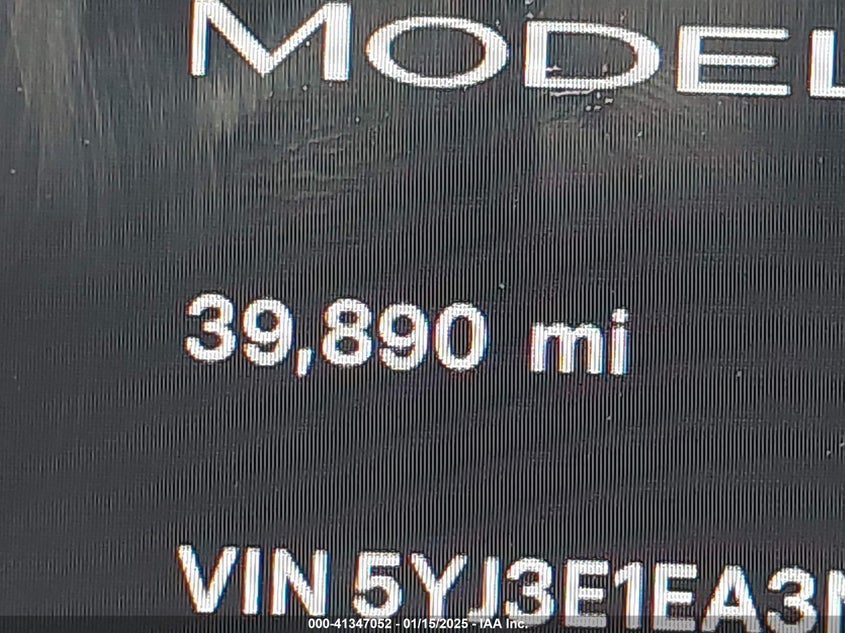 MODEL
39,890 mi
VIN 5YJ3E1EA3
000-41347052 - 01/15/2025 - IAA Inc.